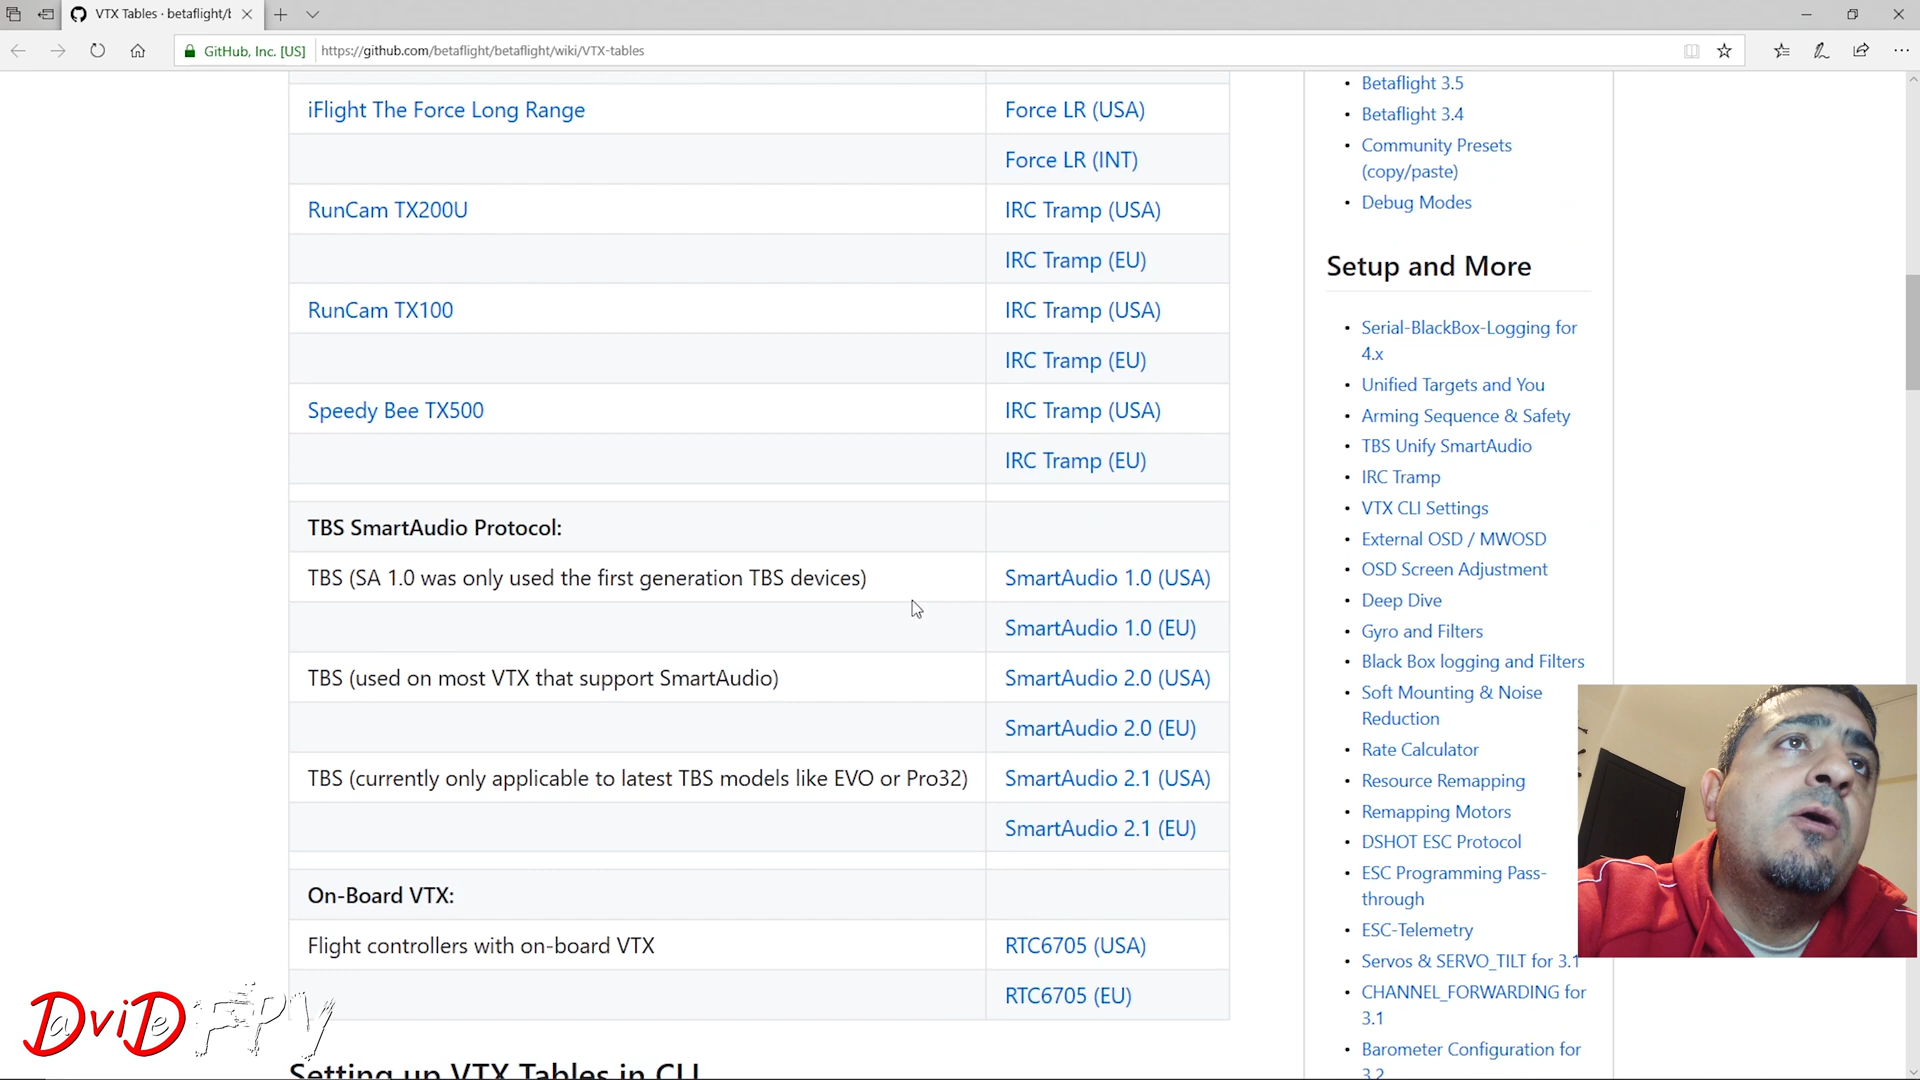 VTX Tables · betaflight/b
GitHub, Inc. [US]
https://github.com/betaflight/betaflight/wiki/VTX-tables
iFlight The Force Long Range
Force LR (USA)
Force LR (INT)
RunCam TX200U
IRC Tramp (USA)
IRC Tramp (EU)
RunCam TX100
IRC Tramp (USA)
IRC Tramp (EU)
Speedy Bee TX500
IRC Tramp (USA)
IRC Tramp (EU)
TBS SmartAudio Protocol:
TBS (SA 1.0 was only used the first generation TBS devices)
SmartAudio 1.0 (USA)
SmartAudio 1.0 (EU)
TBS (used on most VTX that support SmartAudio)
SmartAudio 2.0 (USA)
SmartAudio 2.0 (EU)
TBS (currently only applicable to latest TBS models like EVO or Pro32)
SmartAudio 2.1 (USA)
SmartAudio 2.1 (EU)
On-Board VTX:
Flight controllers with on-board VTX
RTC6705 (USA)
RTC6705 (EU)
Setting up VTX Tables in CLI
Betaflight 3.5
Betaflight 3.4
Community Presets
(copy/paste)
Debug Modes
Setup and More
Serial-BlackBox-Logging for
4.x
Unified Targets and You
Arming Sequence & Safety
TBS Unify SmartAudio
IRC Tramp
VTX CLI Settings
External OSD / MWOSD
OSD Screen Adjustment
Deep Dive
Gyro and Filters
Black Box logging and Filters
Soft Mounting & Noise
Reduction
Rate Calculator
Resource Remapping
Remapping Motors
DSHOT ESC Protocol
ESC Programming Pass-
through
ESC-Telemetry
Servos & SERVO_TILT for 3.1
CHANNEL_FORWARDING for
3.1
Barometer Configuration for
3.2
DaviDe FPV